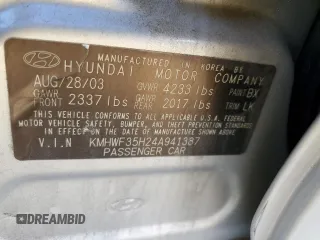 MANUFACTURED IN KOREA BY
HYUNDAI MOTOR COMPANY
AUG/28/03 GVWR 4233 lbs PAINT BX
GAWR FRONT 2337 lbs GAWR REAR 2017 lbs TRIM LK
THIS VEHICLE CONFORMS TO ALL APPLICABLE U.S.A. FEDERAL
MOTOR VEHICLE SAFETY, BUMPER, AND THEFT PREVENTION
STANDARDS IN EFFECT ON THE DATE OF MANUFACTURE SHOWN ABOVE.
V.I.N KMHWF35H24A941387
PASSENGER CAR
DREAMBID